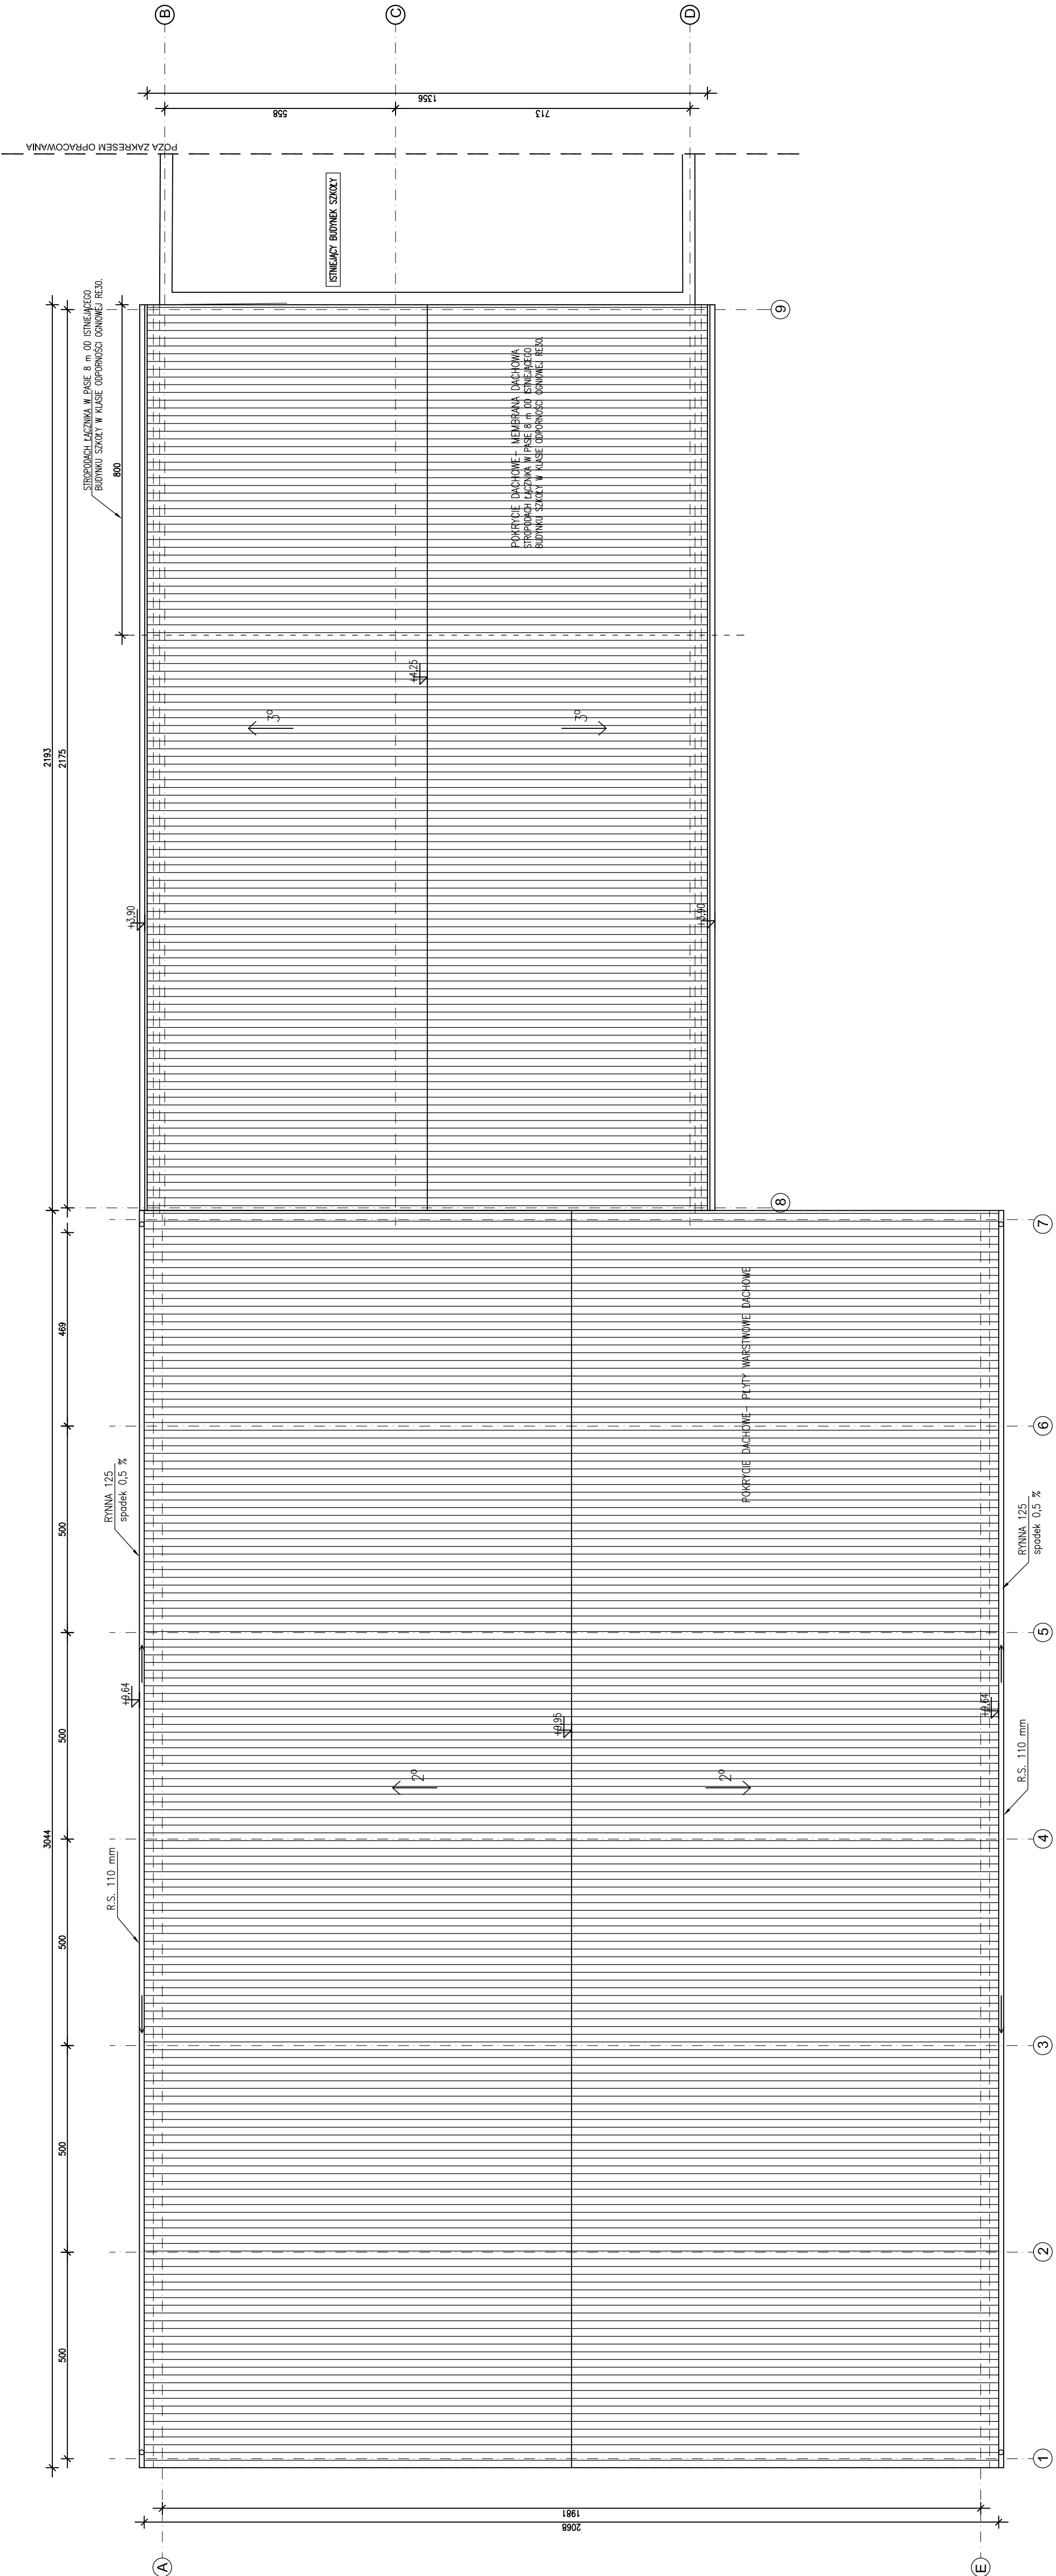 B
C
D
558
713
1356
POZA ZAKRESEM OPRACOWANIA
ISTNIEJĄCY BUDYNEK SZKOŁY
STROPODACH ŁĄCZNIKA W PASIE 8 m OD ISTNIEJĄCEGO
BUDYNKU SZKOŁY W KLASIE ODPORNOŚCI OGNIOWEJ RE30.
800
9
POKRYCIE DACHOWE- MEMBRANA DACHOWA
STROPODACH ŁĄCZNIKA W PASIE 8 m OD ISTNIEJĄCEGO
BUDYNKU SZKOŁY W KLASIE ODPORNOŚCI OGNIOWEJ RE30.
+4,25
3°
3°
2193
2175
+3,90
+3,90
8
7
469
POKRYCIE DACHOWE- PŁYTY WARSTWOWE DACHOWE
6
RYNNA 125
spadek 0,5 %
RYNNA 125
spadek 0,5 %
500
5
+9,64
+9,95
+9,64
500
2°
2°
R.S. 110 mm
3044
4
R.S. 110 mm
500
3
500
2
500
1
1981
2068
A
E